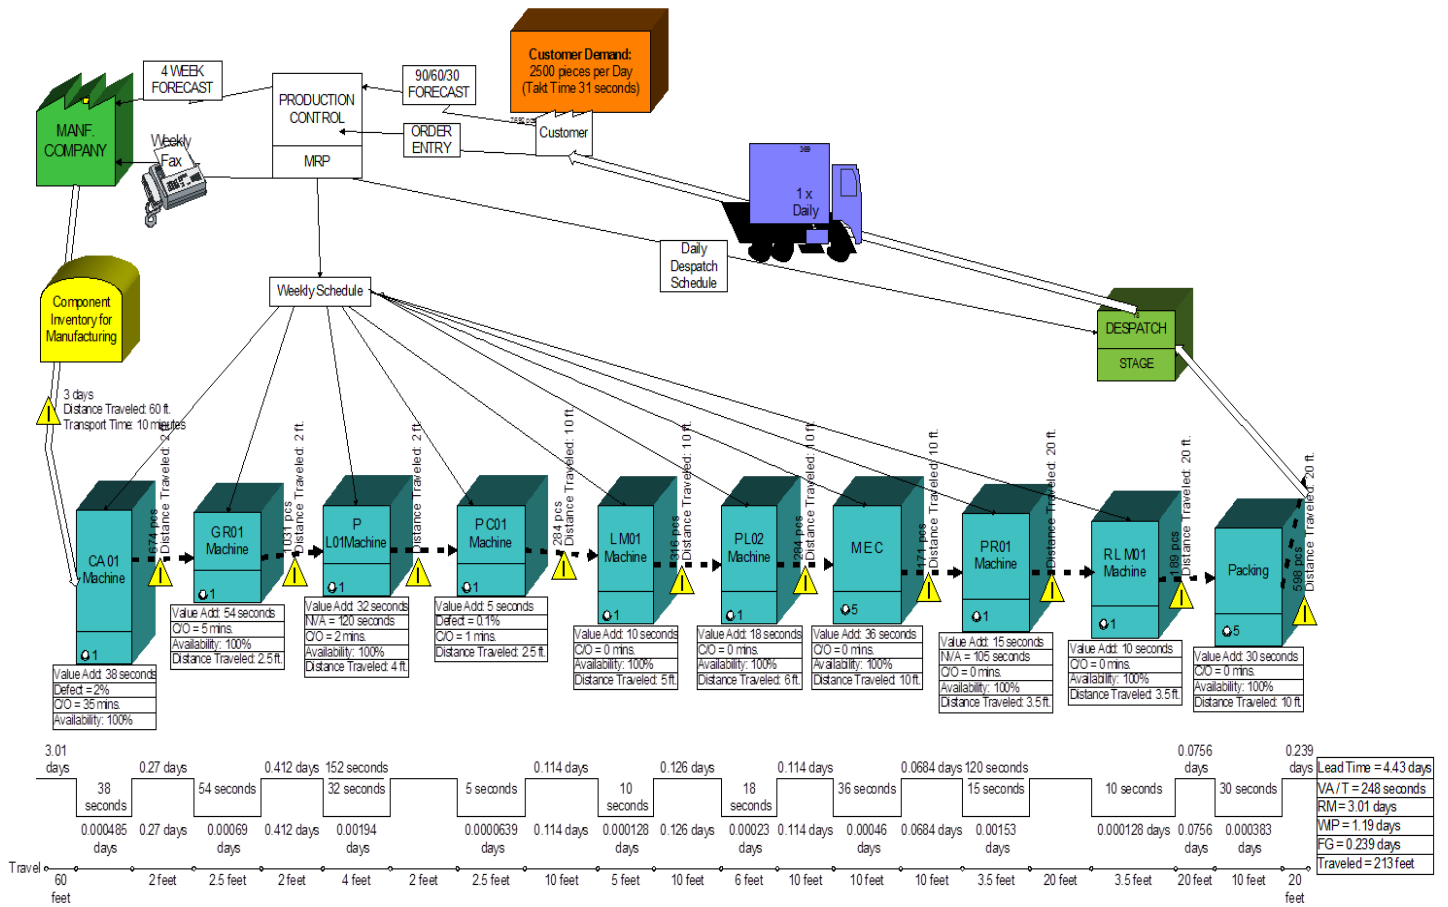 Customer Demand:
2500 pieces per Day
(Takt Time 31 seconds)
4 WEEK
FORECAST
90/60/30
FORECAST
PRODUCTION
CONTROL
MRP
ORDER
ENTRY
Customer
MANF.
COMPANY
Weekly
Fax
1 x
Daily
Daily
Despatch
Schedule
Weekly Schedule
Component
Inventory for
Manufacturing
DESPATCH
STAGE
3 days
Distance Traveled: 60 ft.
Transport Time: 10 minutes
674 pcs
Distance Traveled: 2 ft.
1031 pcs
Distance Traveled: 2 ft.
Distance Traveled: 2 ft.
284 pcs
Distance Traveled: 10 ft.
316 pcs
Distance Traveled: 10 ft.
284 pcs
Distance Traveled: 10 ft.
171 pcs
Distance Traveled: 10 ft.
Distance Traveled: 20 ft.
189 pcs
Distance Traveled: 20 ft.
598 pcs
Distance Traveled: 20 ft.
CA 01
Machine
1
GR01
Machine
1
P
L01Machine
1
PC01
Machine
1
LM01
Machine
1
PL02
Machine
1
MEC
5
PR01
Machine
1
RLM01
Machine
1
Packing
5
Value Add: 38 seconds
Defect = 2%
C/O = 35 mins.
Availability: 100%
Value Add: 54 seconds
C/O = 5 mins.
Availability: 100%
Distance Traveled: 2.5 ft.
Value Add: 32 seconds
NVA = 120 seconds
C/O = 2 mins.
Availability: 100%
Distance Traveled: 4 ft.
Value Add: 5 seconds
Defect = 0.1%
C/O = 1 mins.
Distance Traveled: 2.5 ft.
Value Add: 10 seconds
C/O = 0 mins.
Availability: 100%
Distance Traveled: 5 ft.
Value Add: 18 seconds
C/O = 0 mins.
Availability: 100%
Distance Traveled: 6 ft.
Value Add: 36 seconds
C/O = 0 mins.
Availability: 100%
Distance Traveled: 10 ft.
Value Add: 15 seconds
NVA = 105 seconds
C/O = 0 mins.
Availability: 100%
Distance Traveled: 3.5 ft.
Value Add: 10 seconds
C/O = 0 mins.
Availability: 100%
Distance Traveled: 3.5 ft.
Value Add: 30 seconds
C/O = 0 mins.
Availability: 100%
Distance Traveled: 10 ft.
3.01
days
0.27 days
0.412 days
152 seconds
0.114 days
0.126 days
0.114 days
0.0684 days
120 seconds
0.0756
days
0.239
days
38
seconds
54 seconds
32 seconds
5 seconds
10
seconds
18
seconds
36 seconds
15 seconds
10 seconds
30 seconds
0.000485
days
0.27 days
0.00069
days
0.412 days
0.00194
days
0.0000639
days
0.114 days
0.000128
days
0.126 days
0.00023
days
0.114 days
0.00046
days
0.0684 days
0.00153
days
0.000128 days
0.0756
days
0.000383
days
Lead Time = 4.43 days
VA / T = 248 seconds
RM = 3.01 days
WIP = 1.19 days
FG = 0.239 days
Traveled = 213 feet
Travel
60
feet
2 feet
2.5 feet
2 feet
4 feet
2 feet
2.5 feet
10 feet
5 feet
10 feet
6 feet
10 feet
10 feet
10 feet
3.5 feet
20 feet
3.5 feet
20 feet
10 feet
20
feet